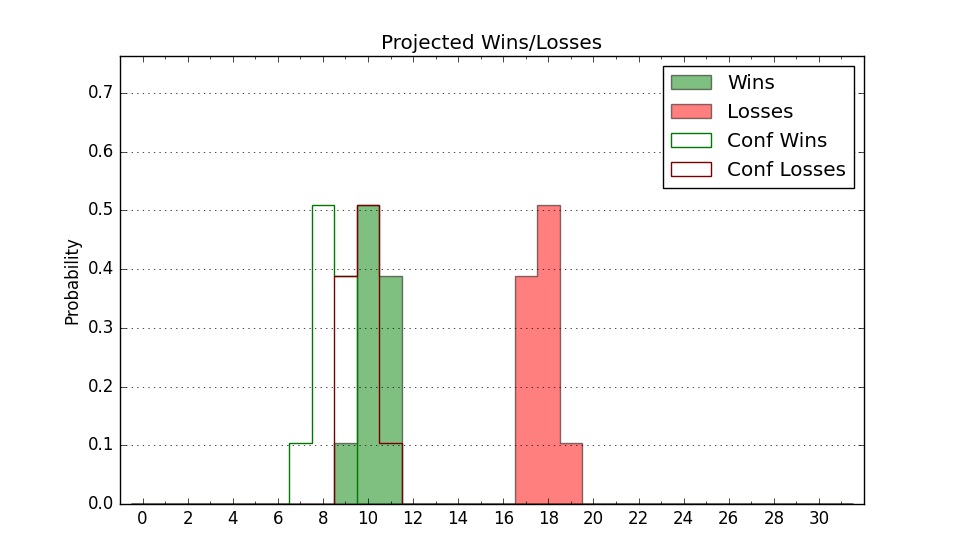 Projected Wins/Losses
Wins
Losses
Conf Wins
Conf Losses
Probability
0.7
0.6
0.5
0.4
0.3
0.2
0.1
0.0
0 2 4 6 8 10 12 14 16 18 20 22 24 26 28 30